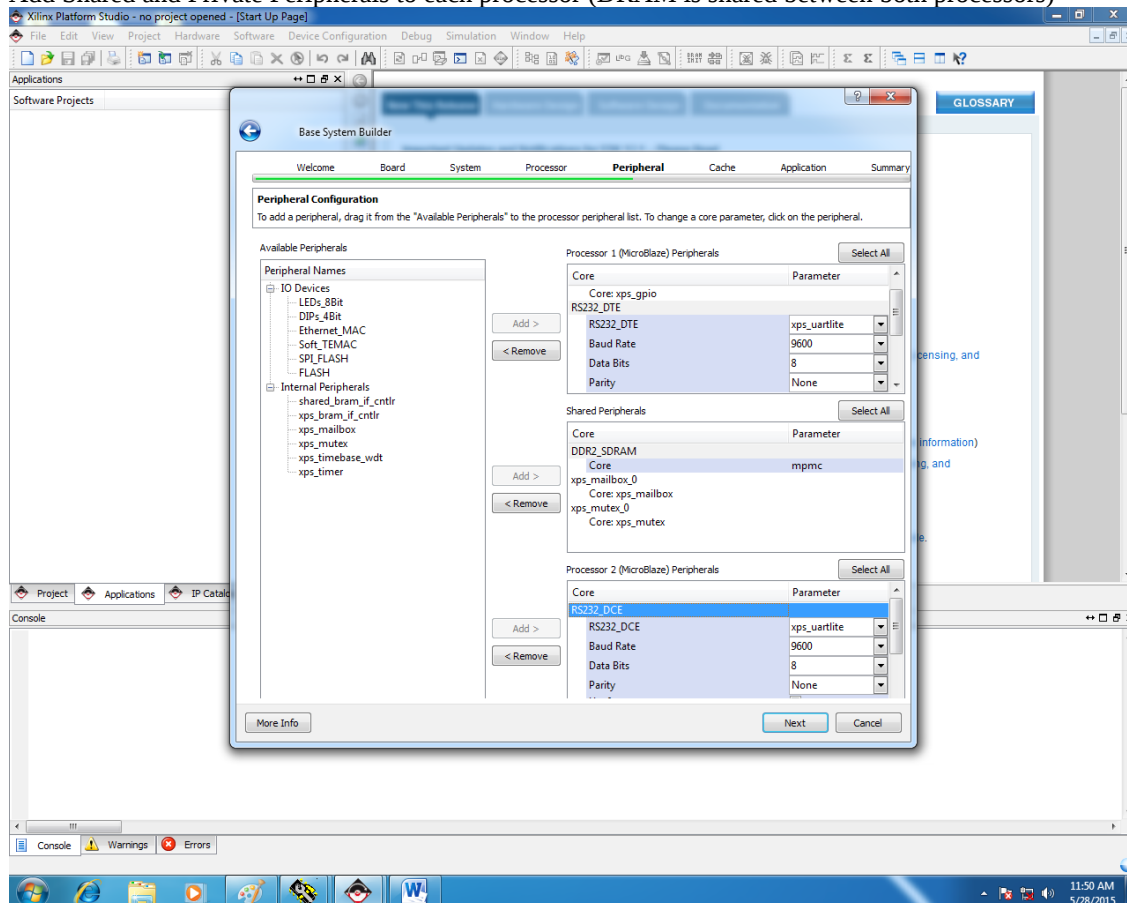 Add Shared and Private Peripherals to each processor (DRAM is shared between both processors)
Xilinx Platform Studio - no project opened - [Start Up Page]
File Edit View Project Hardware Software Device Configuration Debug Simulation Window Help
Applications
Software Projects
GLOSSARY
Base System Builder
Welcome Board System Processor Peripheral Cache Application Summary
Peripheral Configuration
To add a peripheral, drag it from the "Available Peripherals" to the processor peripheral list. To change a core parameter, click on the peripheral.
Available Peripherals
Peripheral Names
IO Devices
LEDs_8Bit
DIPs_4Bit
Ethernet_MAC
Soft_TEMAC
SPI_FLASH
FLASH
Internal Peripherals
shared_bram_if_cntlr
xps_bram_if_cntlr
xps_mailbox
xps_mutex
xps_timebase_wdt
xps_timer
Add >
< Remove
Add >
< Remove
Add >
< Remove
Processor 1 (MicroBlaze) Peripherals Select All
Core Parameter
Core: xps_gpio
RS232_DTE
RS232_DTE xps_uartlite
Baud Rate 9600
Data Bits 8
Parity None
Shared Peripherals Select All
Core Parameter
DDR2_SDRAM
Core mpmc
xps_mailbox_0
Core: xps_mailbox
xps_mutex_0
Core: xps_mutex
Processor 2 (MicroBlaze) Peripherals Select All
Core Parameter
RS232_DCE
RS232_DCE xps_uartlite
Baud Rate 9600
Data Bits 8
Parity None
More Info Next Cancel
censing, and
information)
g, and
e.
Project Applications IP Catalo
Console
Console Warnings Errors
11:50 AM
5/28/2015